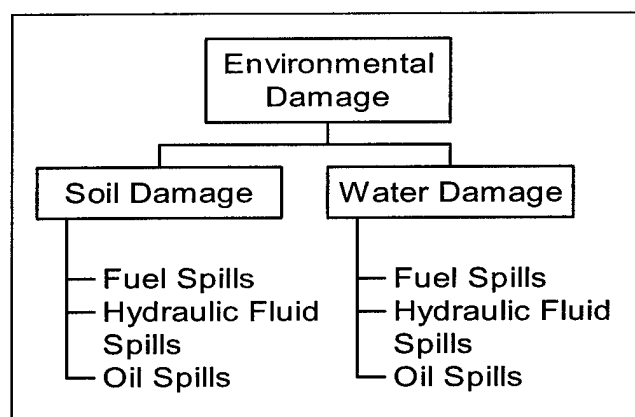 Environmental
Damage
Soil Damage
Fuel Spills
Hydraulic Fluid
Spills
Oil Spills
Water Damage
Fuel Spills
Hydraulic Fluid
Spills
Oil Spills